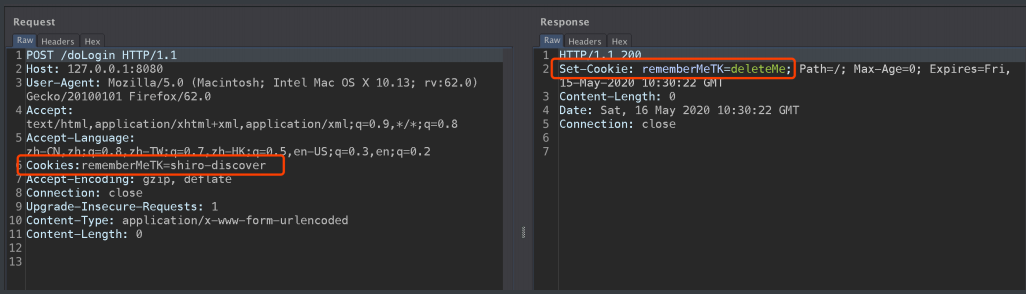 Request
Raw Headers Hex
1 POST /doLogin HTTP/1.1
2 Host: 127.0.0.1:8080
3 User-Agent: Mozilla/5.0 (Macintosh; Intel Mac OS X 10.13; rv:62.0)
Gecko/20100101 Firefox/62.0
4 Accept:
text/html,application/xhtml+xml,application/xml;q=0.9,*/*;q=0.8
5 Accept-Language:
zh-CN,zh;q=0.8,zh-TW;q=0.7,zh-HK;q=0.5,en-US;q=0.3,en;q=0.2
6 Cookies:rememberMeTK=shiro-discover
7 Accept-Encoding: gzip, deflate
8 Connection: close
9 Upgrade-Insecure-Requests: 1
10 Content-Type: application/x-www-form-urlencoded
11 Content-Length: 0
12
13
Response
Raw Headers Hex
1 HTTP/1.1 200
2 Set-Cookie: rememberMeTK=deleteMe; Path=/; Max-Age=0; Expires=Fri,
15-May-2020 10:30:22 GMT
3 Content-Length: 0
4 Date: Sat, 16 May 2020 10:30:22 GMT
5 Connection: close
6
7